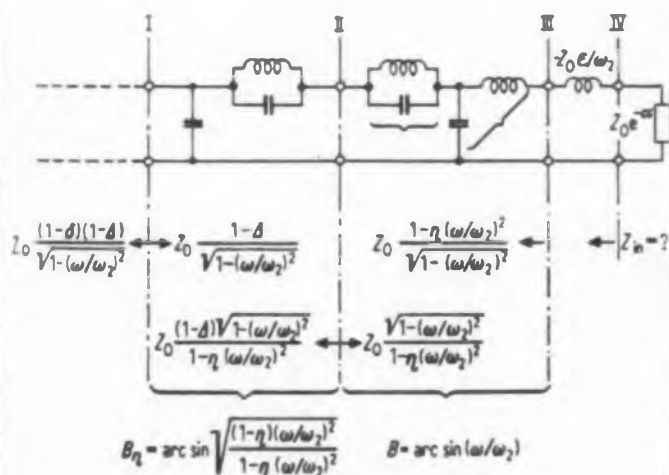 I II III IV
-Z₀ε/ω₂
Z₀
Z₀ (1-δ)(1-Δ)/√(1-(ω/ω₂)²)
Z₀ (1-Δ)/√(1-(ω/ω₂)²)
Z₀ (1-η(ω/ω₂)²)/√(1-(ω/ω₂)²)
Z_in = ?
Z₀ (1-Δ)√(1-(ω/ω₂)²)/(1-η(ω/ω₂)²)
Z₀ √(1-(ω/ω₂)²)/(1-η(ω/ω₂)²)
B_η = arc sin √((1-η)(ω/ω₂)²/(1-η(ω/ω₂)²))
B = arc sin(ω/ω₂)